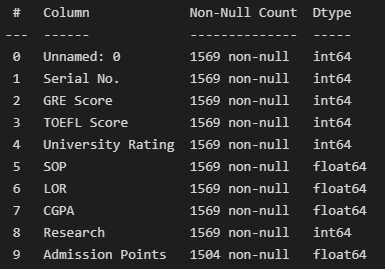 #   Column             Non-Null Count  Dtype
---  ------             --------------  -----
0   Unnamed: 0         1569 non-null   int64
1   Serial No.         1569 non-null   int64
2   GRE Score          1569 non-null   int64
3   TOEFL Score        1569 non-null   int64
4   University Rating  1569 non-null   int64
5   SOP                1569 non-null   float64
6   LOR                1569 non-null   float64
7   CGPA               1569 non-null   float64
8   Research           1569 non-null   int64
9   Admission Points   1504 non-null   float64